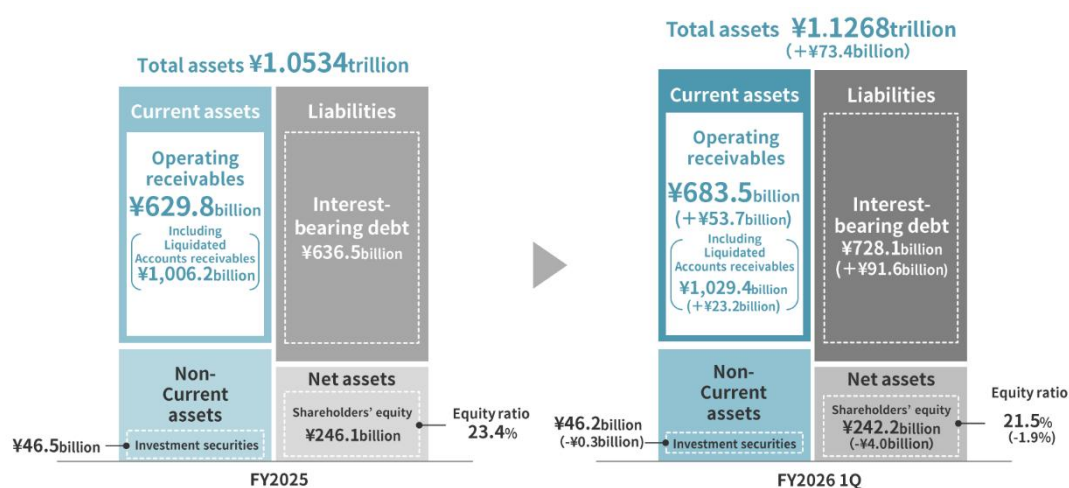 Total assets ¥1.0534trillion
Current assets
Operating
receivables
¥629.8billion
Including
Liquidated
Accounts receivables
¥1,006.2billion
Non-
Current
assets
Investment securities
¥46.5billion
Liabilities
Interest-
bearing debt
¥636.5billion
Net assets
Shareholders' equity
¥246.1billion
Equity ratio
23.4%
FY2025
Total assets ¥1.1268trillion
(+¥73.4billion)
Current assets
Operating
receivables
¥683.5billion
(+¥53.7billion)
Including
Liquidated
Accounts receivables
¥1,029.4billion
(+¥23.2billion)
Non-
Current
assets
Investment securities
¥46.2billion
(-¥0.3billion)
Liabilities
Interest-
bearing debt
¥728.1billion
(+¥91.6billion)
Net assets
Shareholders' equity
¥242.2billion
(-¥4.0billion)
Equity ratio
21.5%
(-1.9%)
FY2026 1Q